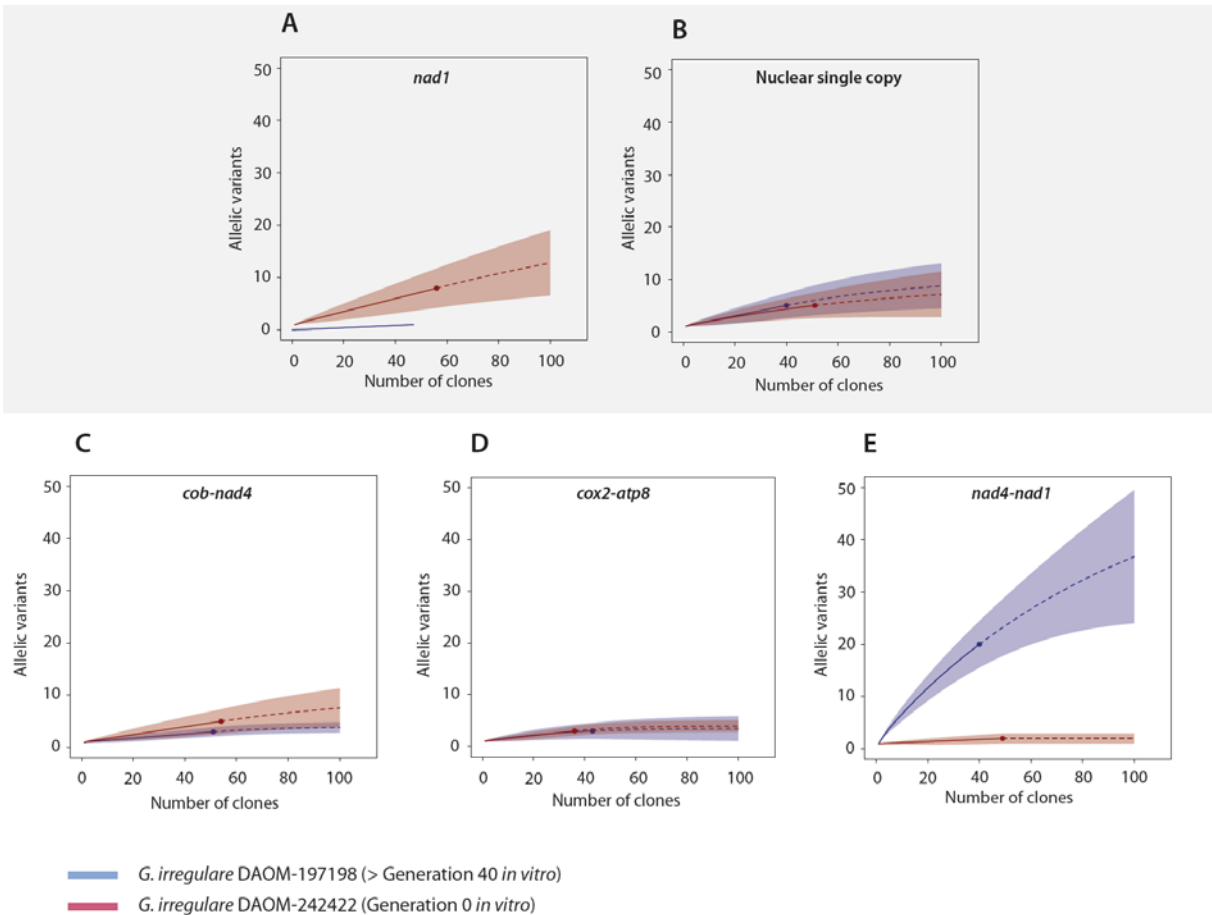 A
nad1
50
40
30
20
10
0
Allelic variants
0 20 40 60 80 100
Number of clones
B
Nuclear single copy
50
40
30
20
10
0
Allelic variants
0 20 40 60 80 100
Number of clones
C
cob-nad4
50
40
30
20
10
0
Allelic variants
0 20 40 60 80 100
Number of clones
D
cox2-atp8
50
40
30
20
10
0
Allelic variants
0 20 40 60 80 100
Number of clones
E
nad4-nad1
50
40
30
20
10
0
Allelic variants
0 20 40 60 80 100
Number of clones
G. irregulare DAOM-197198 (> Generation 40 in vitro)
G. irregulare DAOM-242422 (Generation 0 in vitro)